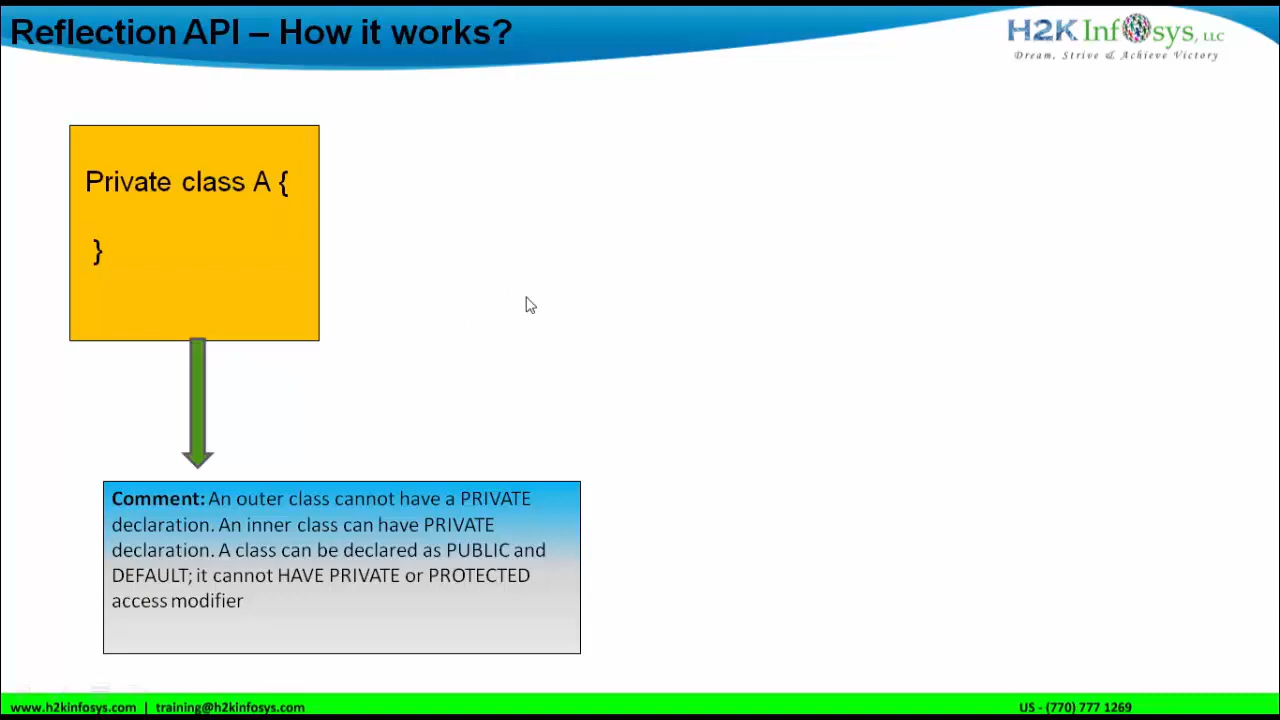 Reflection API – How it works?
H2K Infosys, LLC
Dream, Strive & Achieve Victory
Private class A {
}
Comment: An outer class cannot have a PRIVATE
declaration. An inner class can have PRIVATE
declaration. A class can be declared as PUBLIC and
DEFAULT; it cannot HAVE PRIVATE or PROTECTED
access modifier
www.h2kinfosys.com | training@h2kinfosys.com
US - (770) 777 1269